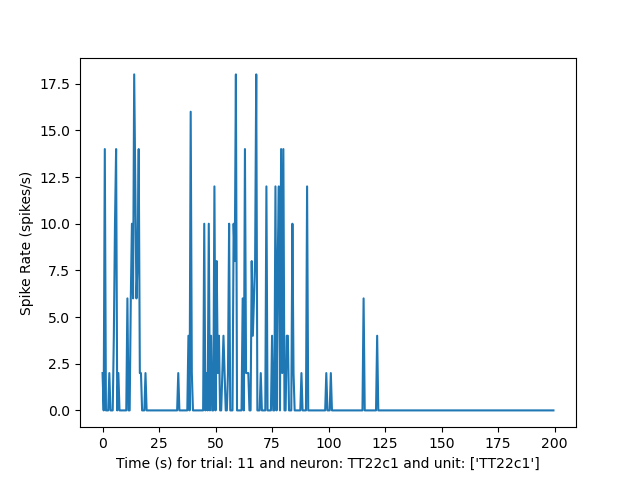 17.5
15.0
12.5
10.0
7.5
5.0
2.5
0.0
Spike Rate (spikes/s)
0 25 50 75 100 125 150 175 200
Time (s) for trial: 11 and neuron: TT22c1 and unit: ['TT22c1']